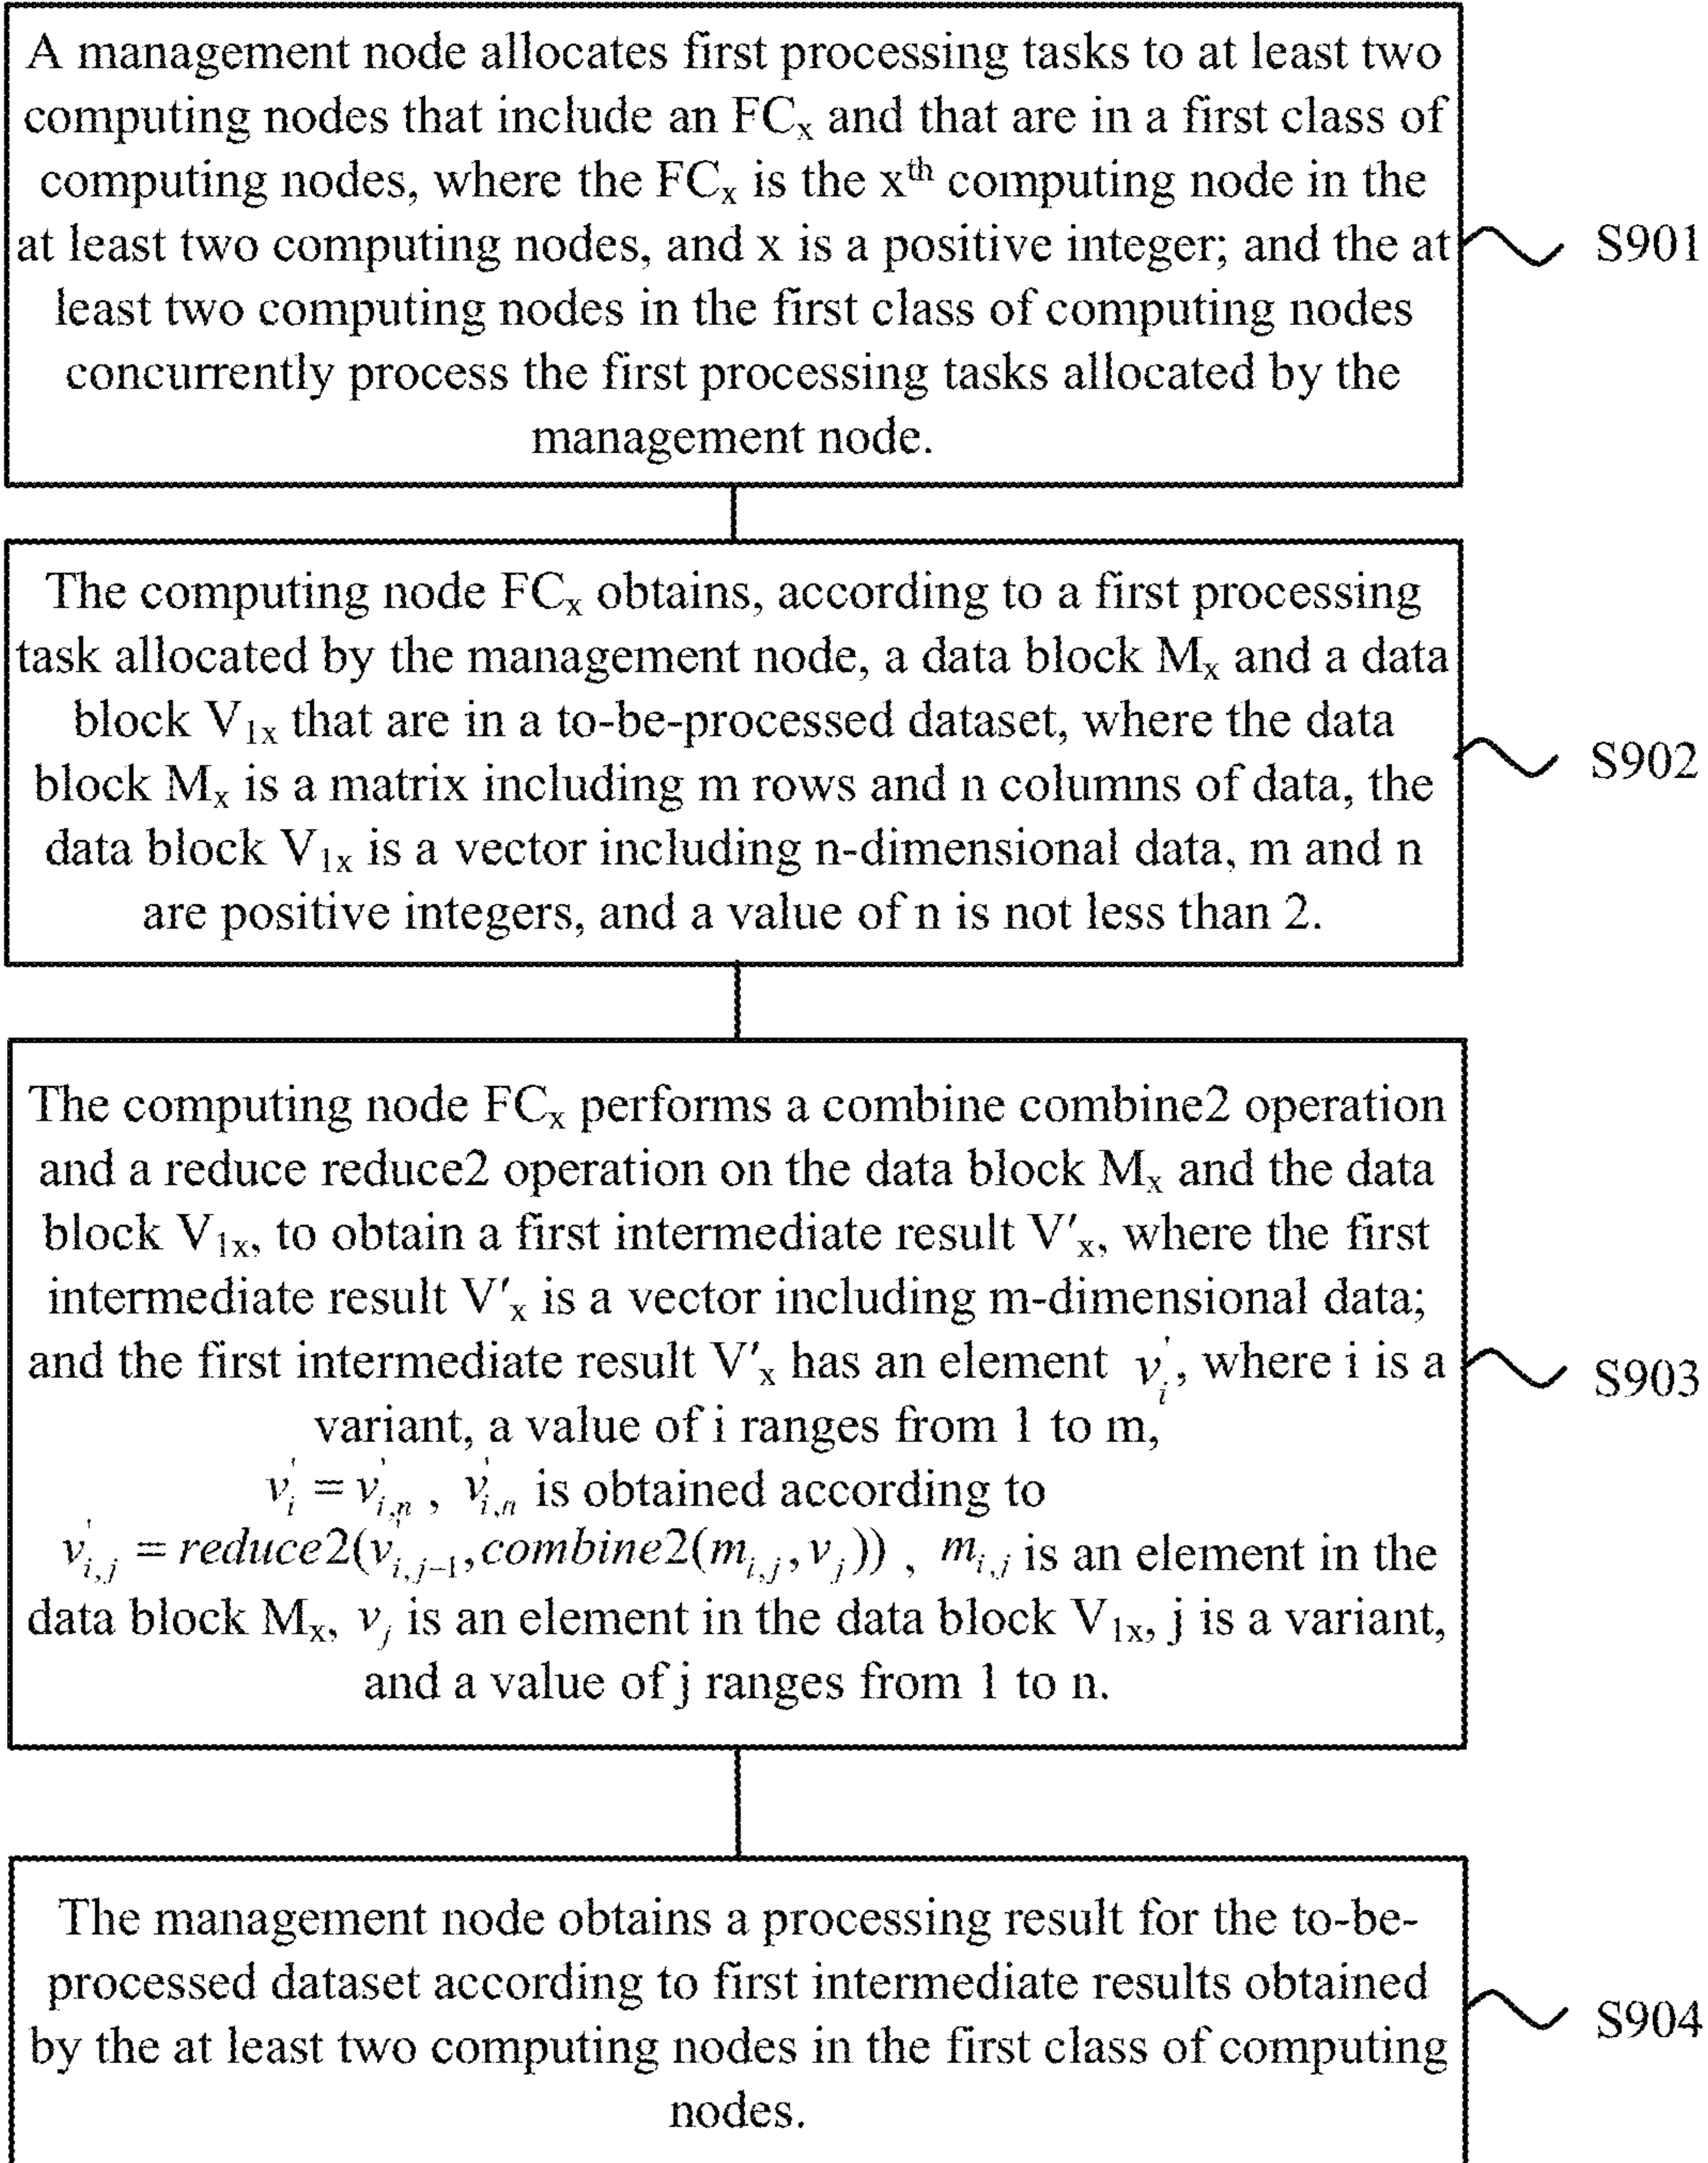 A management node allocates first processing tasks to at least two
computing nodes that include an FCₓ and that are in a first class of
computing nodes, where the FCₓ is the xᵗʰ computing node in the
at least two computing nodes, and x is a positive integer; and the at
least two computing nodes in the first class of computing nodes
concurrently process the first processing tasks allocated by the
management node.
S901
The computing node FCₓ obtains, according to a first processing
task allocated by the management node, a data block Mₓ and a data
block V₁ₓ that are in a to-be-processed dataset, where the data
block Mₓ is a matrix including m rows and n columns of data, the
data block V₁ₓ is a vector including n-dimensional data, m and n
are positive integers, and a value of n is not less than 2.
S902
The computing node FCₓ performs a combine combine2 operation
and a reduce reduce2 operation on the data block Mₓ and the data
block V₁ₓ, to obtain a first intermediate result V′ₓ, where the first
intermediate result V′ₓ is a vector including m-dimensional data;
and the first intermediate result V′ₓ has an element v'_i, where i is a
variant, a value of i ranges from 1 to m,
v'_i = v'_{i,n} , v'_{i,n} is obtained according to
v'_{i,j} = reduce2(v'_{i,j-1}, combine2(m_{i,j}, v_j)) , m_{i,j} is an element in the
data block Mₓ, v_j is an element in the data block V₁ₓ, j is a variant,
and a value of j ranges from 1 to n.
S903
The management node obtains a processing result for the to-be-
processed dataset according to first intermediate results obtained
by the at least two computing nodes in the first class of computing
nodes.
S904